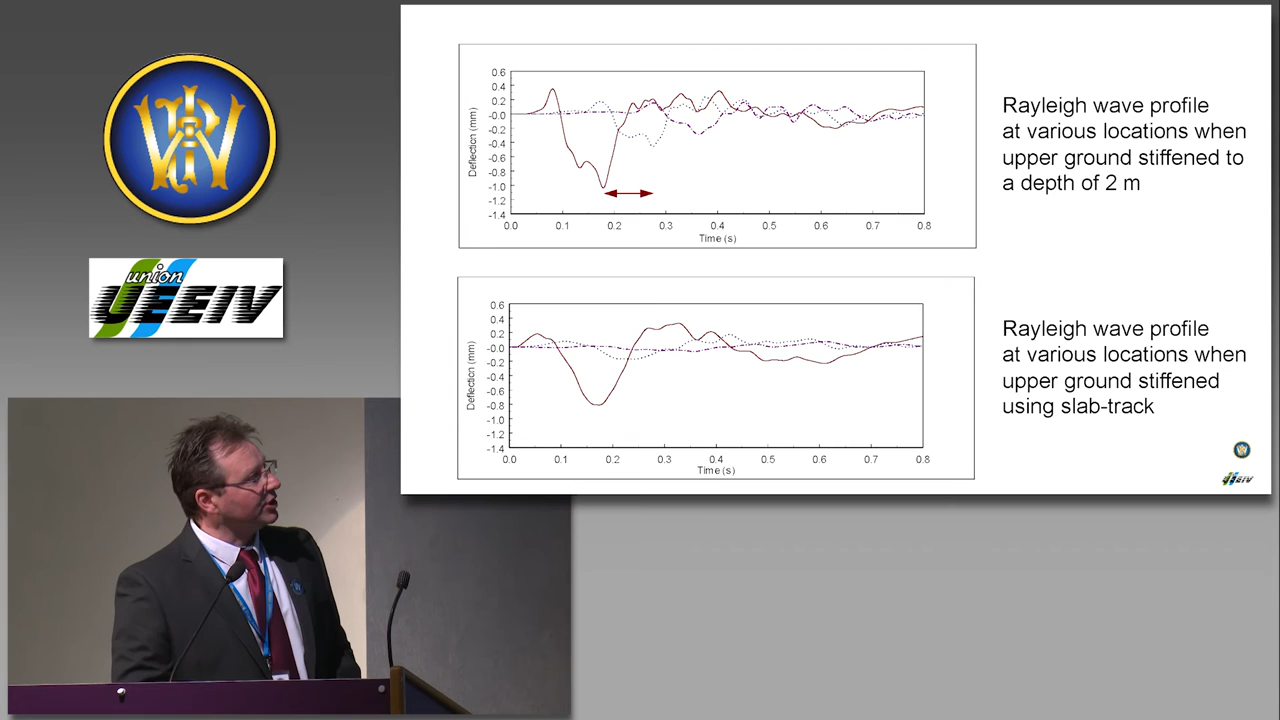 union
UEEIV
0.6
0.4
0.2
-0.0
-0.2
-0.4
-0.6
-0.8
-1.0
-1.2
-1.4
Deflection (mm)
0.0 0.1 0.2 0.3 0.4 0.5 0.6 0.7 0.8
Time (s)
Rayleigh wave profile
at various locations when
upper ground stiffened to
a depth of 2 m
0.6
0.4
0.2
-0.0
-0.2
-0.4
-0.6
-0.8
-1.0
-1.2
-1.4
Deflection (mm)
0.0 0.1 0.2 0.3 0.4 0.5 0.6 0.7 0.8
Time (s)
Rayleigh wave profile
at various locations when
upper ground stiffened
using slab-track